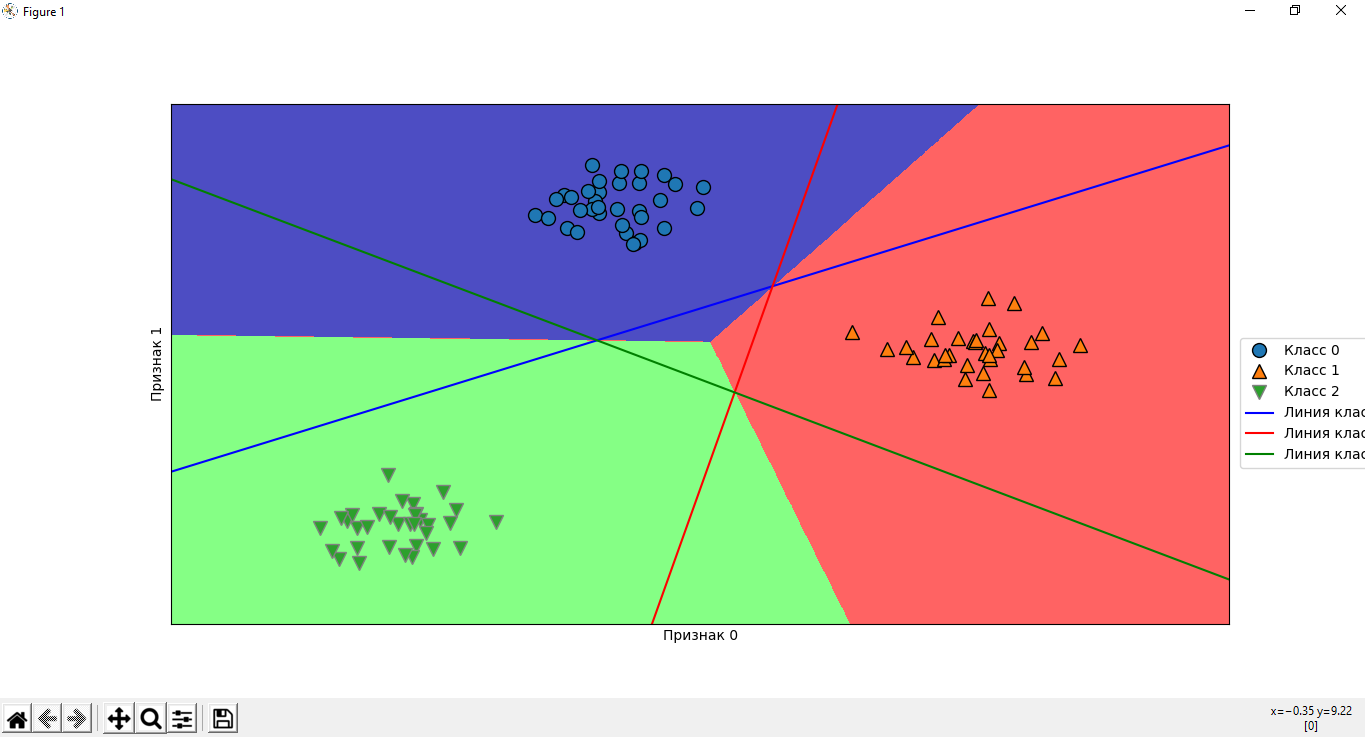 Figure 1
Признак 1
Класс 0
Класс 1
Класс 2
Линия клас
Линия клас
Линия клас
Признак 0
x=−0.35 y=9.22
[0]